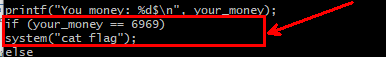 printf("You money: %d$\n", your_money);
if (your_money == 6969)
system("cat flag");
else